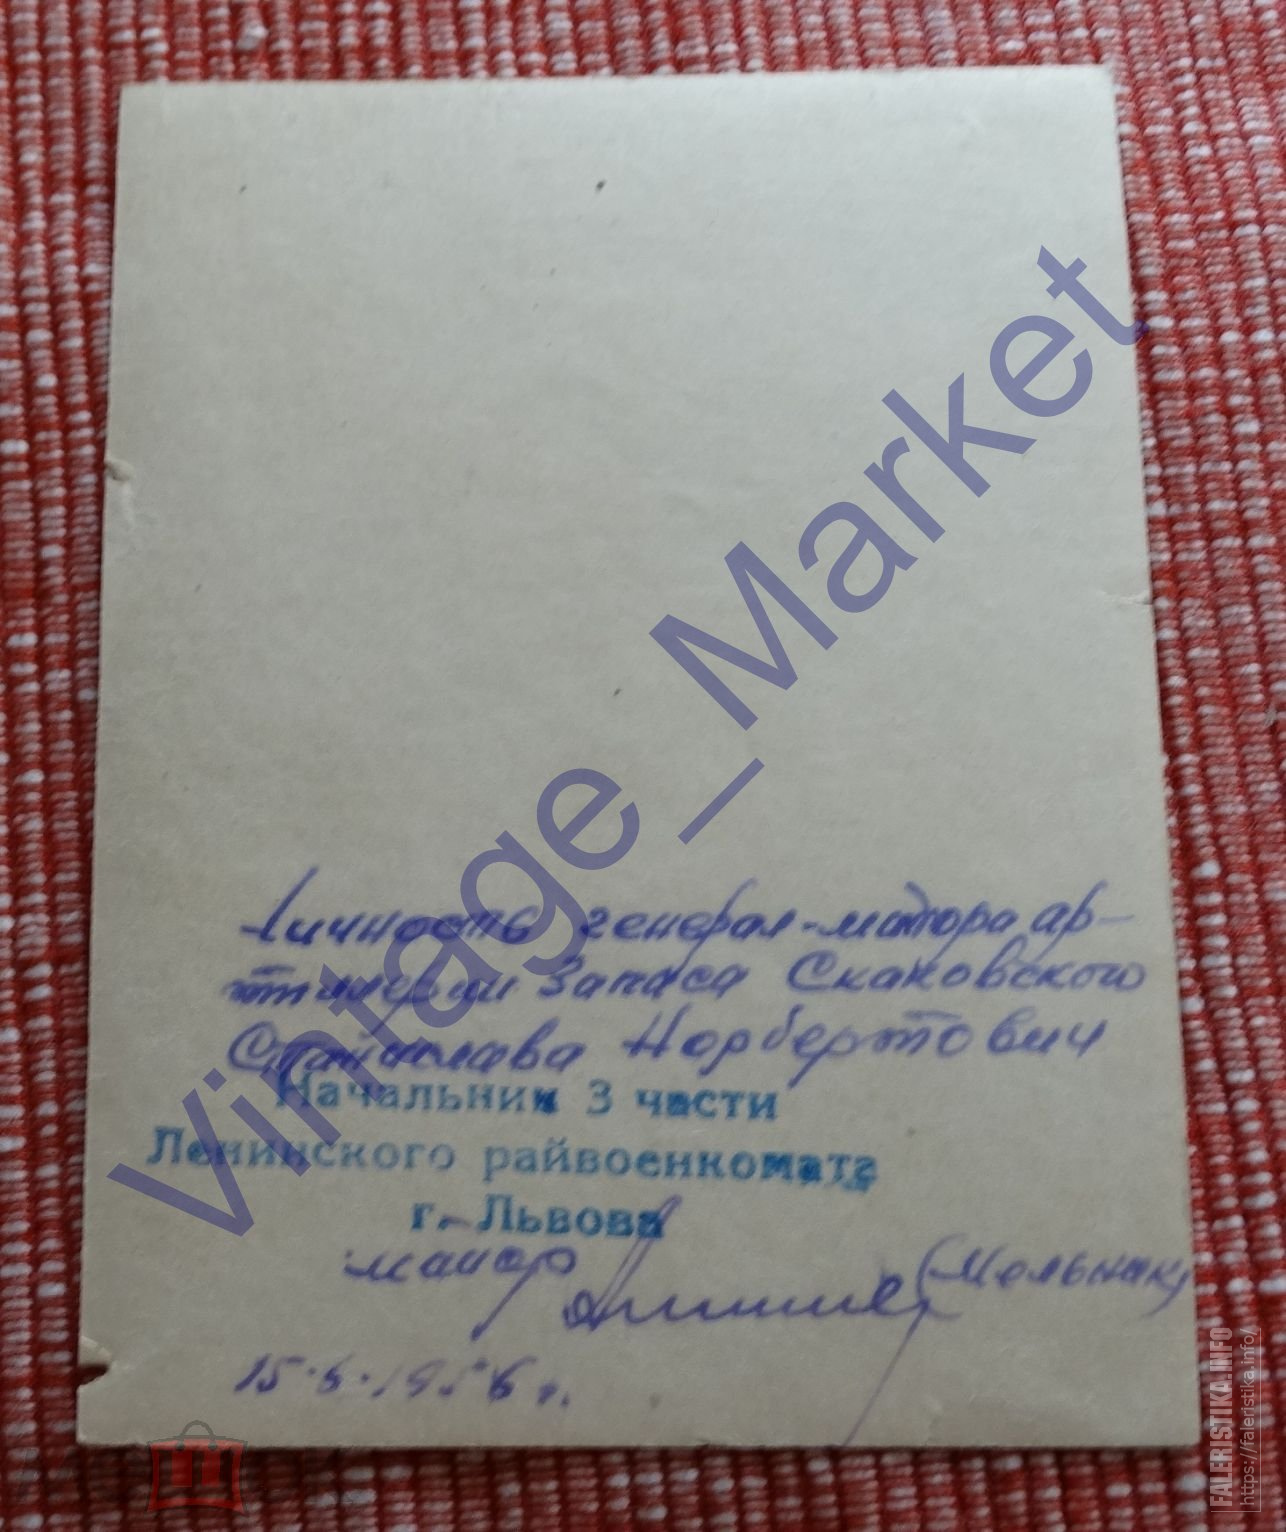 Личность генерал-майора ар-
тиллерии запаса Скаковского
Станислава Норбертович
Начальник 3 части
Ленинского райвоенкомата
г. Львова
майор
(Мельник)
15.6.1956 г.
Vintage_Market
FALERISTIKA.INFO
https://faleristika.info/